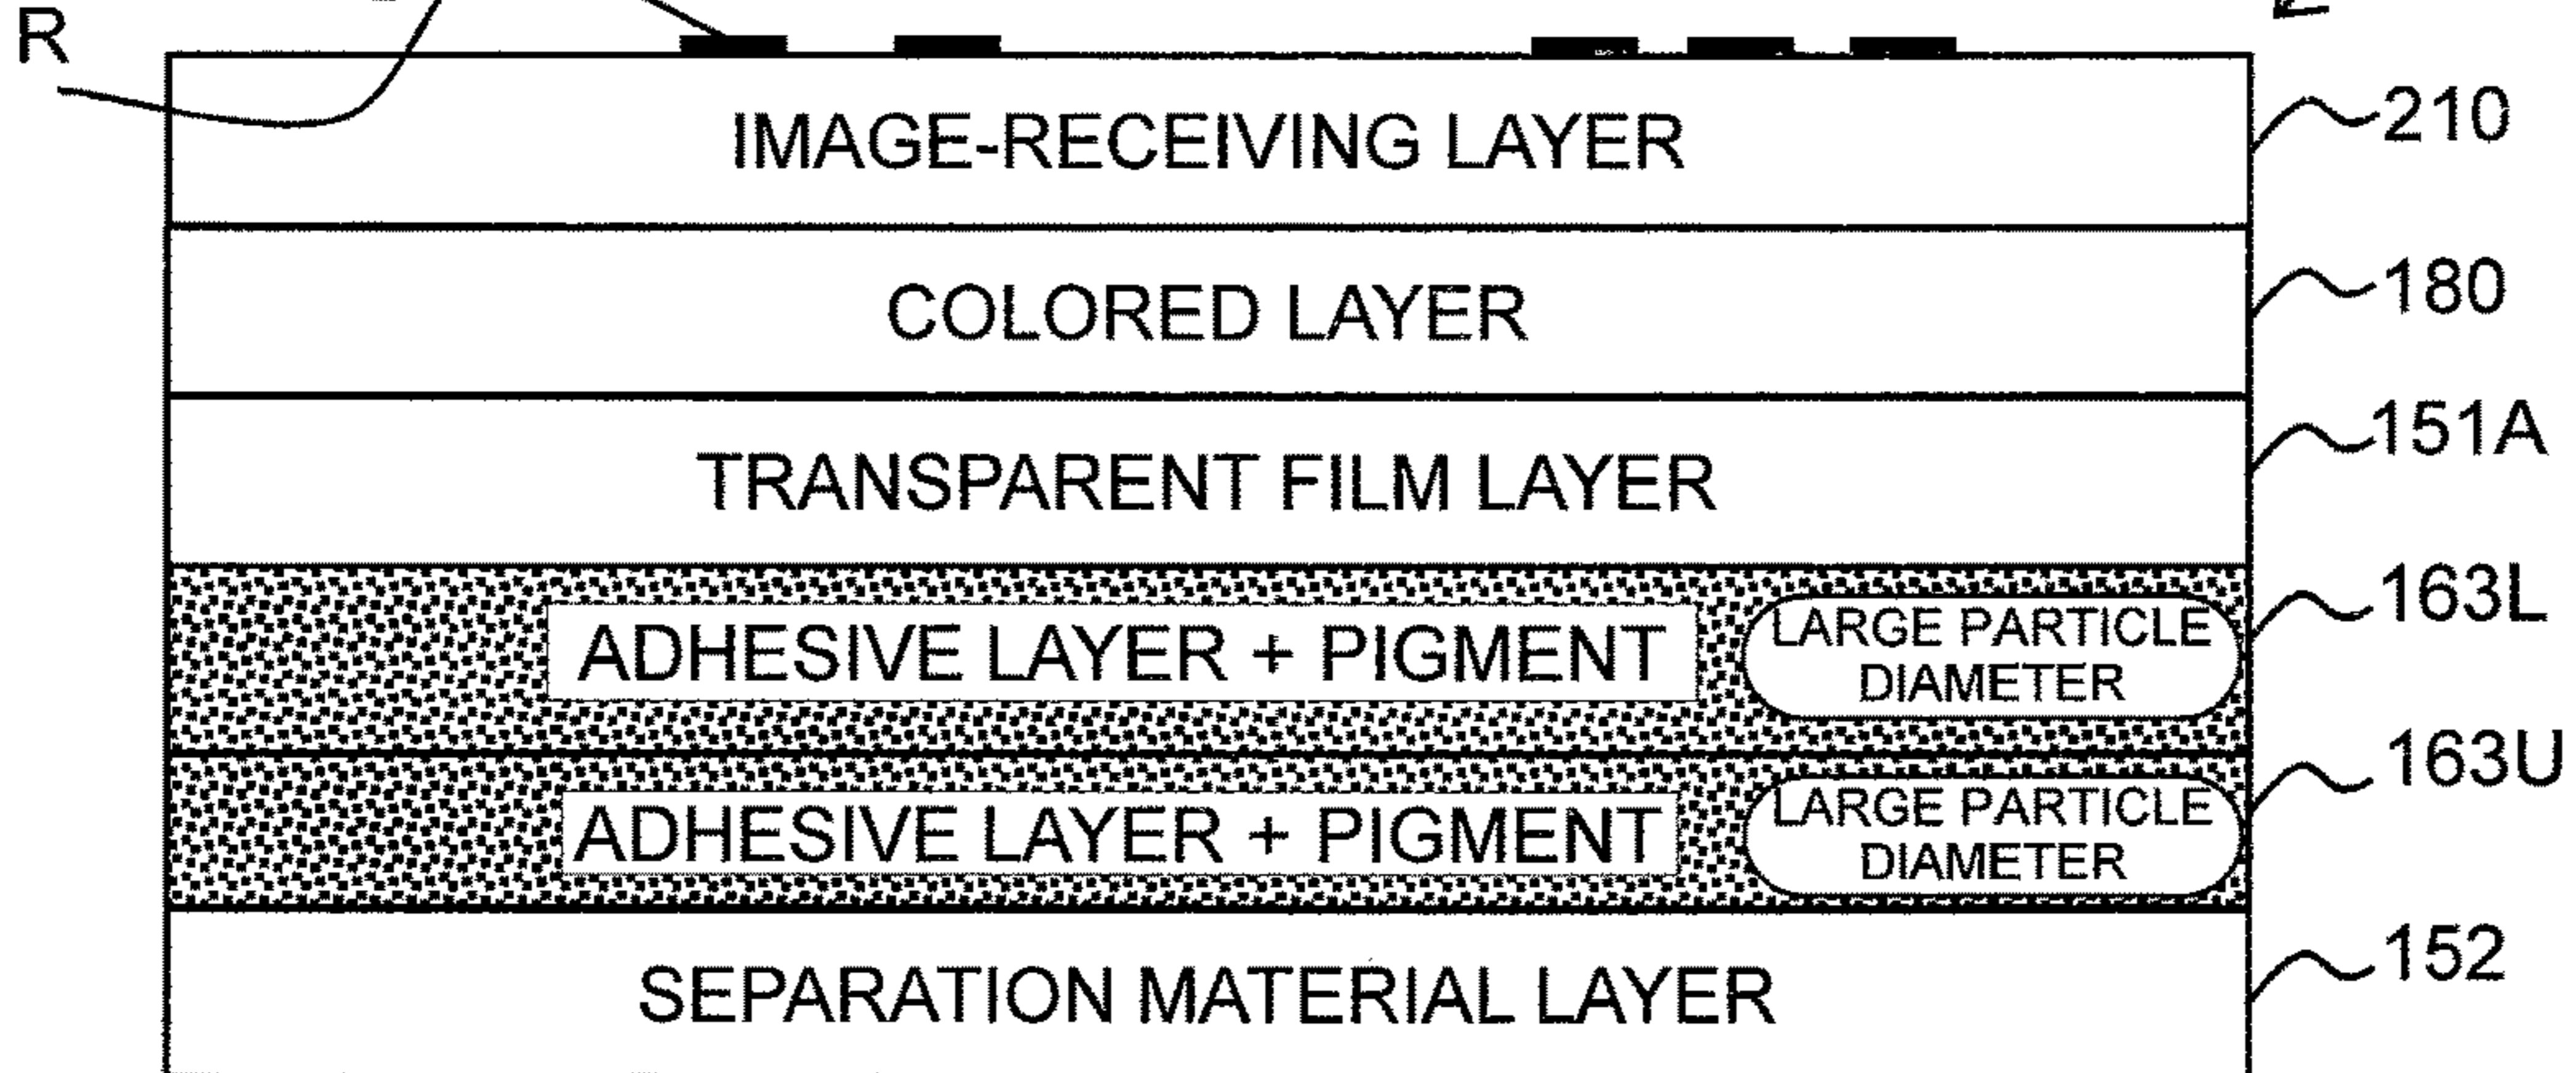 R
IMAGE-RECEIVING LAYER
210
COLORED LAYER
180
TRANSPARENT FILM LAYER
151A
ADHESIVE LAYER + PIGMENT
LARGE PARTICLE
DIAMETER
163L
ADHESIVE LAYER + PIGMENT
LARGE PARTICLE
DIAMETER
163U
SEPARATION MATERIAL LAYER
152